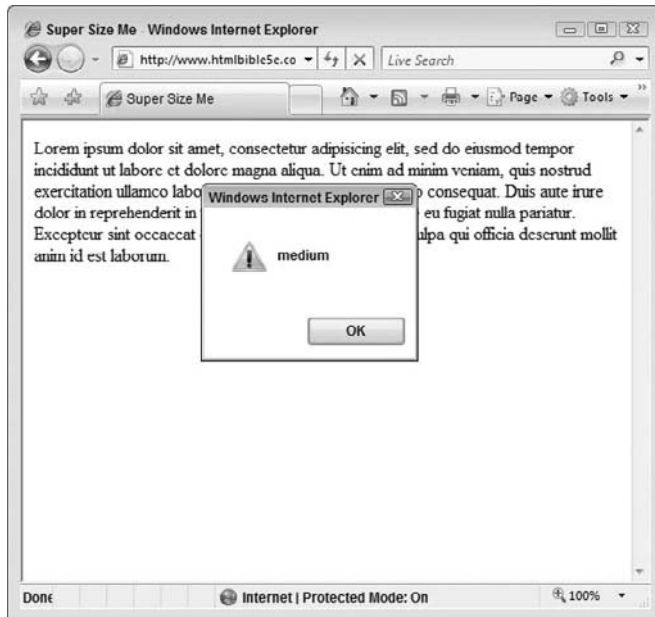 Super Size Me - Windows Internet Explorer
http://www.htmlbible5e.co
Live Search
Super Size Me
Page
Tools
Lorem ipsum dolor sit amet, consectetur adipisicing elit, sed do eiusmod tempor
incididunt ut labore et dolore magna aliqua. Ut enim ad minim veniam, quis nostrud
exercitation ullamco labo
consequat. Duis aute irure
dolor in reprehenderit in
eu fugiat nulla pariatur.
Excepteur sint occaecat
ulpa qui officia deserunt mollit
anim id est laborum.
Windows Internet Explorer
medium
OK
Done
Internet | Protected Mode: On
100%